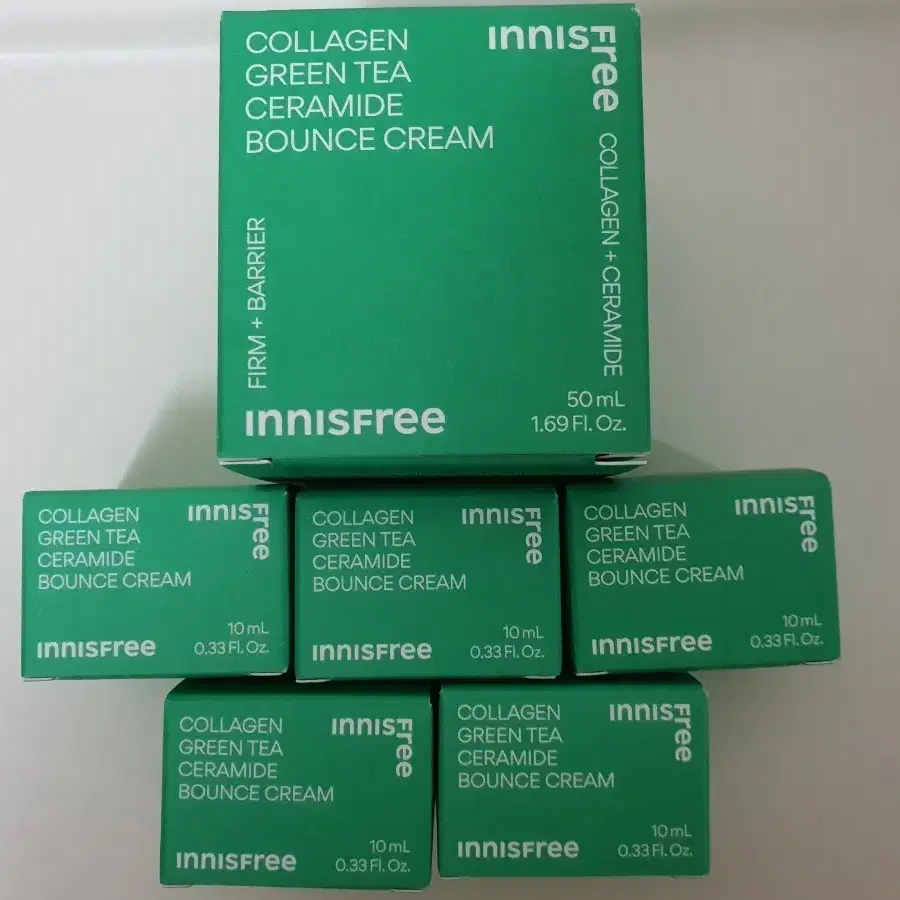 COLLAGEN
GREEN TEA
CERAMIDE
BOUNCE CREAM
INNISFree
COLLAGEN + CERAMIDE
FIRM + BARRIER
INNISFree
50 mL
1.69 Fl. Oz.
COLLAGEN
GREEN TEA
CERAMIDE
BOUNCE CREAM
INNISFree
INNISFree
10 mL
0.33 Fl. Oz.
COLLAGEN
GREEN TEA
CERAMIDE
BOUNCE CREAM
INNISFree
INNISFree
10 mL
0.33 Fl. Oz.
COLLAGEN
GREEN TEA
CERAMIDE
BOUNCE CREAM
INNISFree
INNISFree
10 mL
0.33 Fl. Oz.
COLLAGEN
GREEN TEA
CERAMIDE
BOUNCE CREAM
INNISFree
INNISFree
10 mL
0.33 Fl. Oz.
COLLAGEN
GREEN TEA
CERAMIDE
BOUNCE CREAM
INNISFree
INNISFree
10 mL
0.33 Fl. Oz.